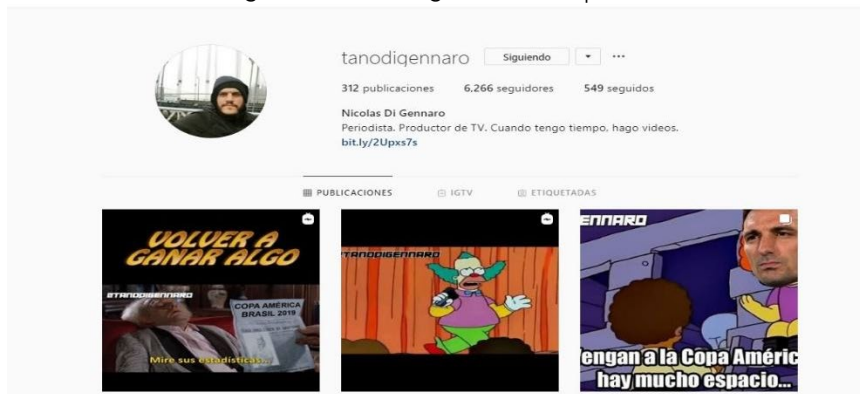 tanodigennaro Siguiendo
312 publicaciones 6,266 seguidores 549 seguidos
Nicolas Di Gennaro
Periodista. Productor de TV. Cuando tengo tiempo, hago videos.
bit.ly/2Upxs7s
PUBLICACIONES IGTV ETIQUETADAS
VOLVER A
GANAR ALGO
@TANODIGENNARO
COPA AMÉRICA
BRASIL 2019
Mire sus estadísticas...
TANODIGENNARO
ENNARO
engan a la Copa Améric
hay mucho espacio...